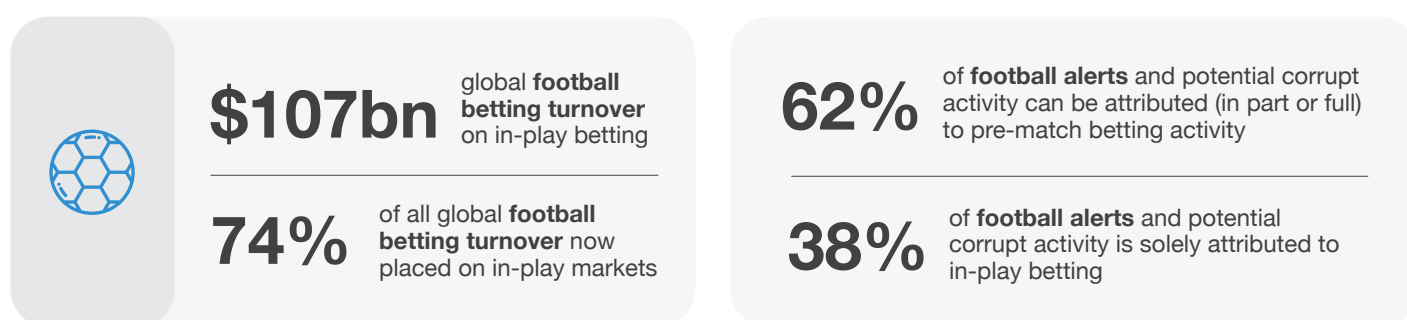 $107bn
global football
betting turnover
on in-play betting
74%
of all global football
betting turnover now
placed on in-play markets
62%
of football alerts and potential corrupt
activity can be attributed (in part or full)
to pre-match betting activity
38%
of football alerts and potential
corrupt activity is solely attributed to
in-play betting